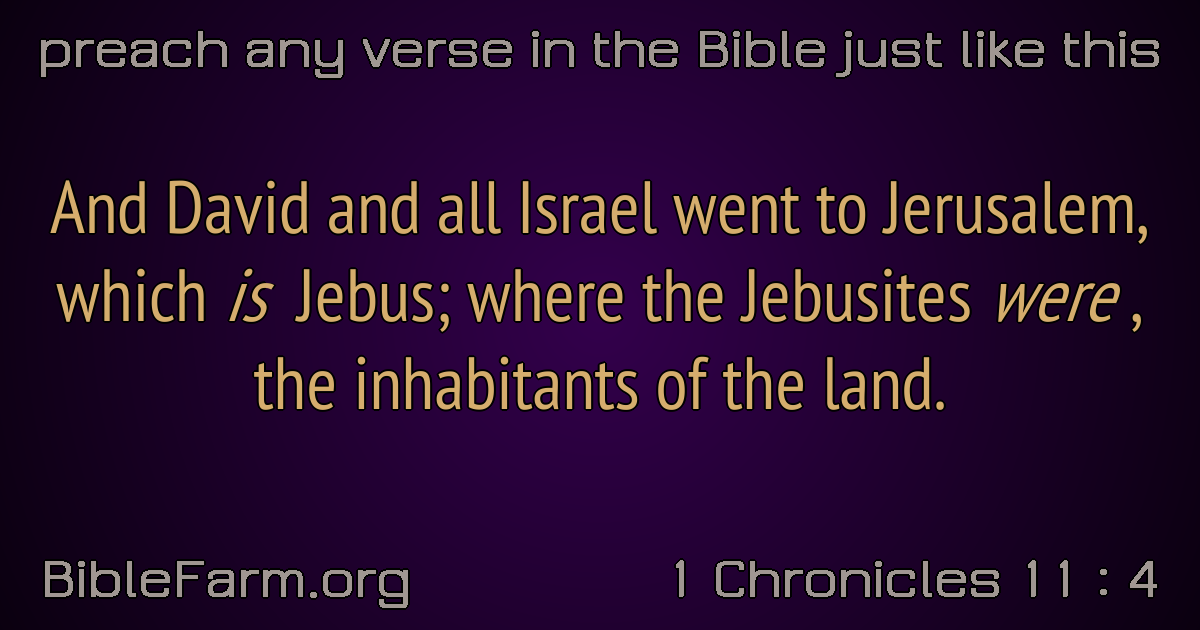 preach any verse in the Bible just like this
And David and all Israel went to Jerusalem,
which is Jebus; where the Jebusites were ,
the inhabitants of the land.
BibleFarm.org
1 Chronicles 11 : 4